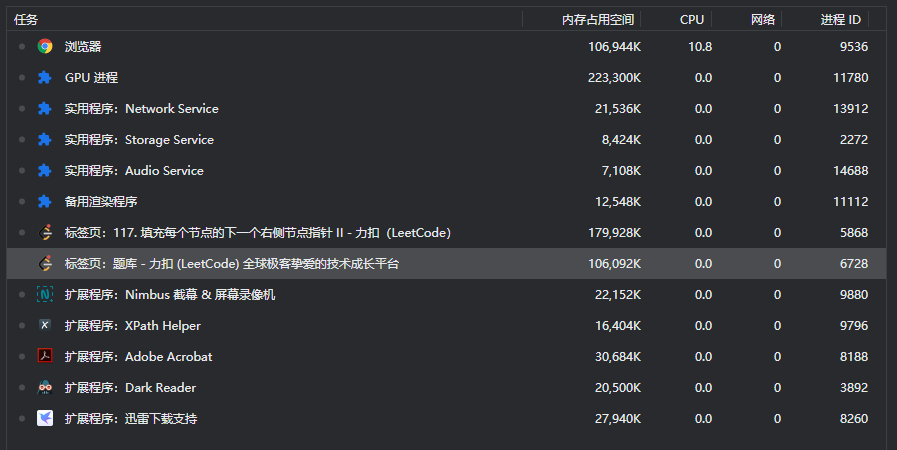 任务 内存占用空间 CPU 网络 进程 ID
浏览器 106,944K 10.8 0 9536
GPU 进程 223,300K 0.0 0 11780
实用程序：Network Service 21,536K 0.0 0 13912
实用程序：Storage Service 8,424K 0.0 0 2272
实用程序：Audio Service 7,108K 0.0 0 14688
备用渲染程序 12,548K 0.0 0 11112
标签页：117. 填充每个节点的下一个右侧节点指针 II - 力扣（LeetCode） 179,928K 0.0 0 5868
标签页：题库 - 力扣 (LeetCode) 全球极客挚爱的技术成长平台 106,092K 0.0 0 6728
扩展程序：Nimbus 截幕 & 屏幕录像机 22,152K 0.0 0 9880
扩展程序：XPath Helper 16,404K 0.0 0 9796
扩展程序：Adobe Acrobat 30,684K 0.0 0 8188
扩展程序：Dark Reader 20,500K 0.0 0 3892
扩展程序：迅雷下载支持 27,940K 0.0 0 8260